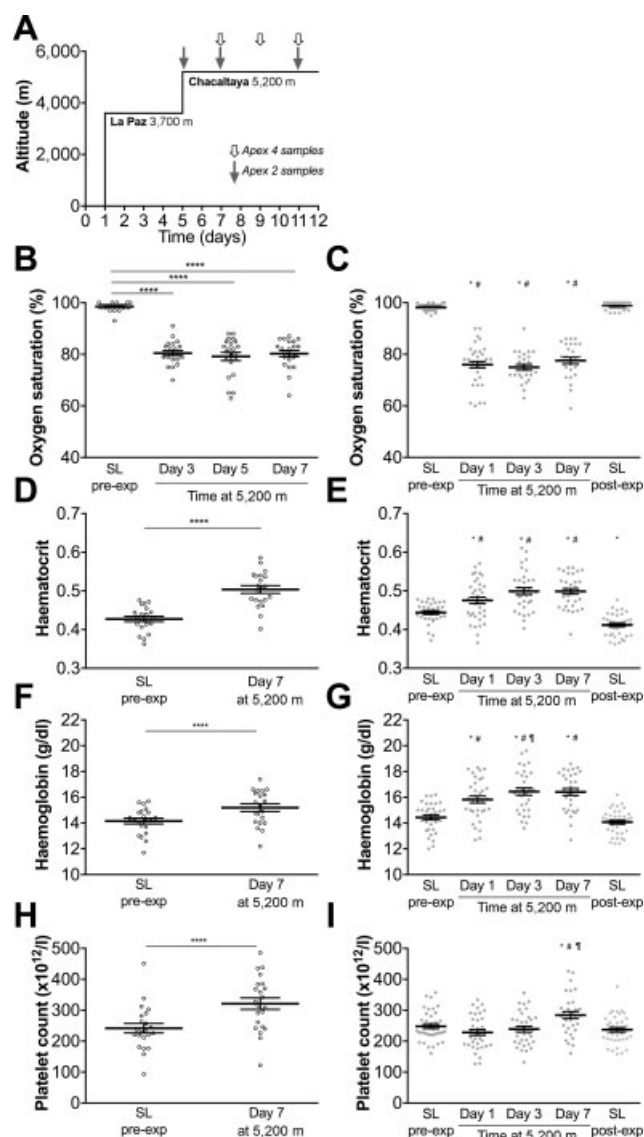 A
Altitude (m)
6,000
4,000
2,000
0
Chacaltaya 5,200 m
La Paz 3,700 m
Apex 4 samples
Apex 2 samples
0 1 2 3 4 5 6 7 8 9 10 11 12
Time (days)
B
Oxygen saturation (%)
100
80
60
40
****
****
****
SL pre-exp
Day 3 Day 5 Day 7
Time at 5,200 m
C
Oxygen saturation (%)
100
80
60
40
* # * # * #
SL pre-exp
Day 1 Day 3 Day 7
Time at 5,200 m
SL post-exp
D
Haematocrit
0.7
0.6
0.5
0.4
0.3
****
SL
pre-exp
Day 7
at 5,200 m
E
Haematocrit
0.7
0.6
0.5
0.4
0.3
* # * # * # *
SL pre-exp
Day 1 Day 3 Day 7
Time at 5,200 m
SL post-exp
F
Haemoglobin (g/dl)
22
20
18
16
14
12
10
****
SL
pre-exp
Day 7
at 5,200 m
G
Haemoglobin (g/dl)
22
20
18
16
14
12
10
* # * # ¶ * #
SL pre-exp
Day 1 Day 3 Day 7
Time at 5,200 m
SL post-exp
H
Platelet count (x10¹²/l)
500
400
300
200
100
0
****
SL
pre-exp
Day 7
at 5,200 m
I
Platelet count (x10¹²/l)
500
400
300
200
100
0
* # ¶
SL pre-exp
Day 1 Day 3 Day 7
Time at 5,200 m
SL post-exp